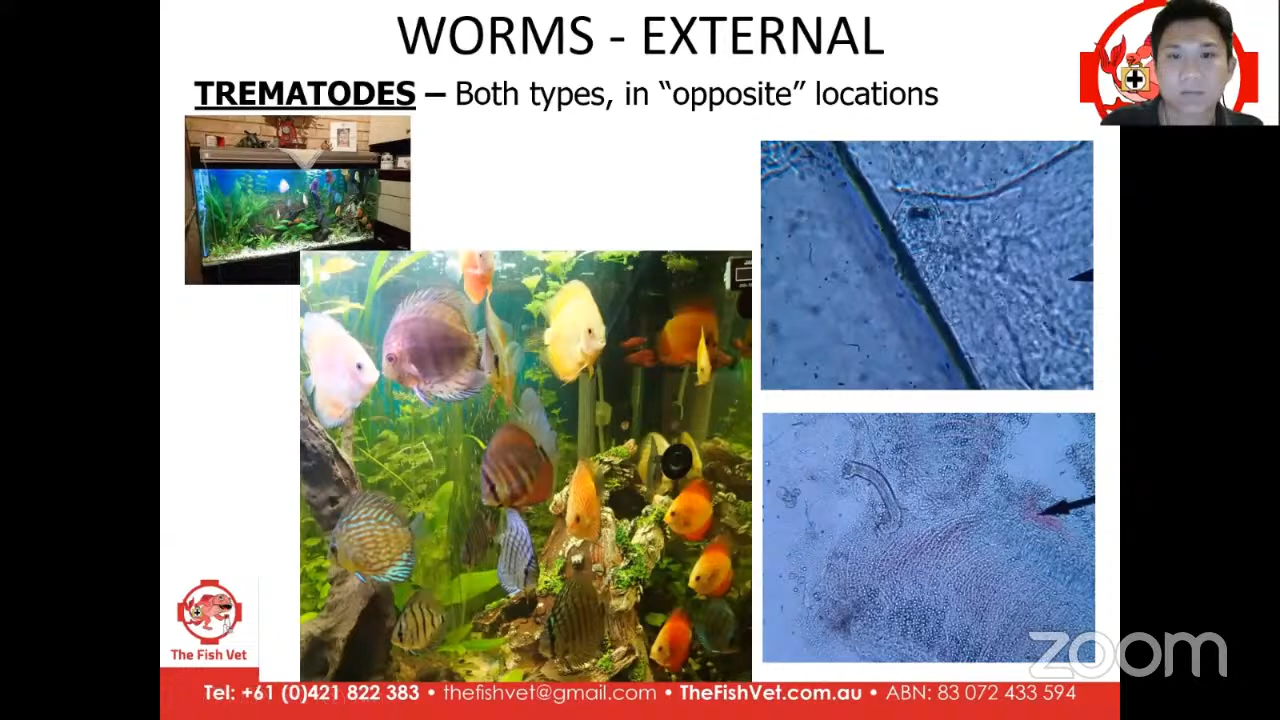 WORMS - EXTERNAL
TREMATODES – Both types, in “opposite” locations
The Fish Vet
zoom
Tel: +61 (0)421 822 383 • thefishvet@gmail.com • TheFishVet.com.au • ABN: 83 072 433 594